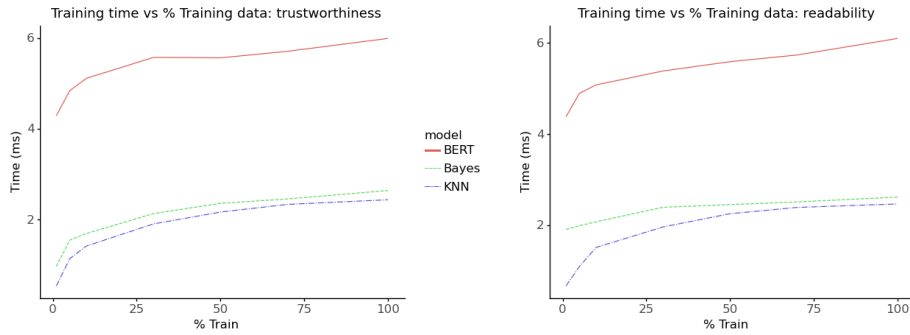 Training time vs % Training data: trustworthiness
6
4
2
Time (ms)
0
25
50
75
100
% Train
model
BERT
Bayes
KNN
Training time vs % Training data: readability
6
4
2
Time (ms)
0
25
50
75
100
% Train